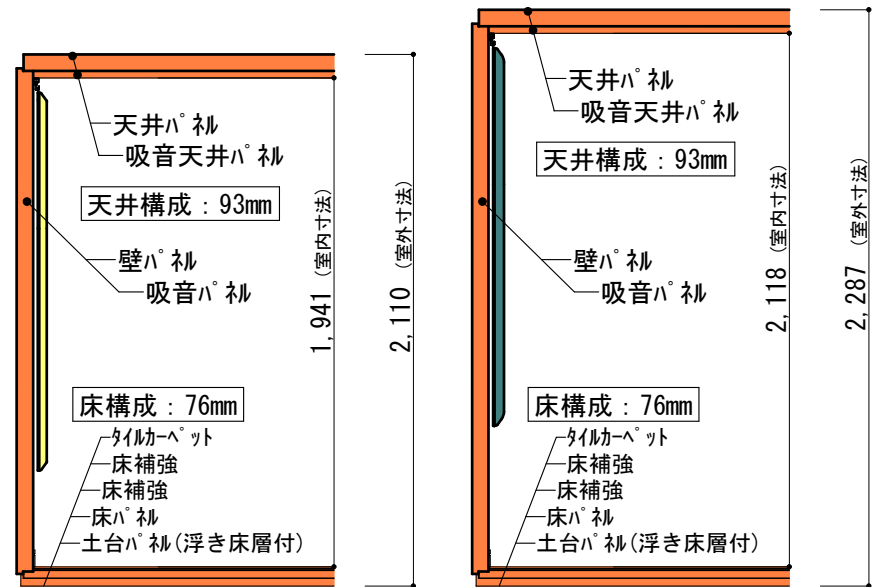 天井ﾊﾟﾈﾙ
吸音天井ﾊﾟﾈﾙ
天井構成：93mm
壁ﾊﾟﾈﾙ
吸音ﾊﾟﾈﾙ
1,941 (室内寸法)
2,110 (室外寸法)
床構成：76mm
ﾀｲﾙｶｰﾍﾟｯﾄ
床補強
床補強
床ﾊﾟﾈﾙ
土台ﾊﾟﾈﾙ(浮き床層付)
天井ﾊﾟﾈﾙ
吸音天井ﾊﾟﾈﾙ
天井構成：93mm
壁ﾊﾟﾈﾙ
吸音ﾊﾟﾈﾙ
2,118 (室内寸法)
2,287 (室外寸法)
床構成：76mm
ﾀｲﾙｶｰﾍﾟｯﾄ
床補強
床補強
床ﾊﾟﾈﾙ
土台ﾊﾟﾈﾙ(浮き床層付)